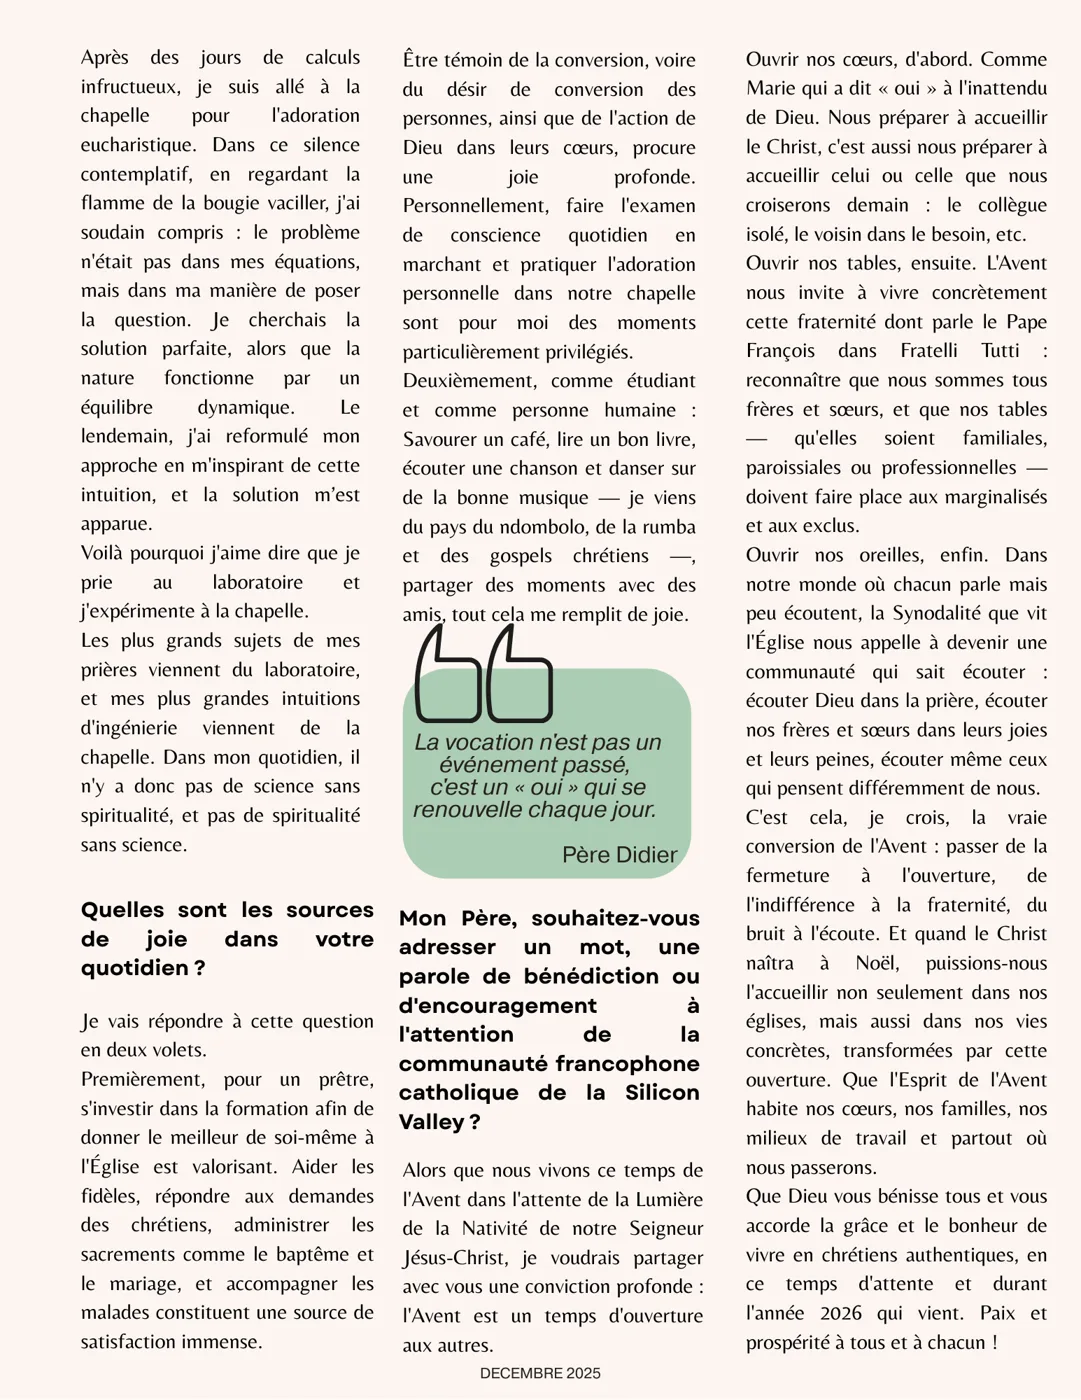 Après des jours de calculs
infructueux, je suis allé à la
chapelle pour l'adoration
eucharistique. Dans ce silence
contemplatif, en regardant la
flamme de la bougie vaciller, j'ai
soudain compris : le problème
n'était pas dans mes équations,
mais dans ma manière de poser
la question. Je cherchais la
solution parfaite, alors que la
nature fonctionne par un
équilibre dynamique. Le
lendemain, j'ai reformulé mon
approche en m'inspirant de cette
intuition, et la solution m’est
apparue.
Voilà pourquoi j'aime dire que je
prie au laboratoire et
j'expérimente à la chapelle.
Les plus grands sujets de mes
prières viennent du laboratoire,
et mes plus grandes intuitions
d'ingénierie viennent de la
chapelle. Dans mon quotidien, il
n'y a donc pas de science sans
spiritualité, et pas de spiritualité
sans science.
Quelles sont les sources
de joie dans votre
quotidien ?
Je vais répondre à cette question
en deux volets.
Premièrement, pour un prêtre,
s'investir dans la formation afin de
donner le meilleur de soi-même à
l'Église est valorisant. Aider les
fidèles, répondre aux demandes
des chrétiens, administrer les
sacrements comme le baptême et
le mariage, et accompagner les
malades constituent une source de
satisfaction immense.
Être témoin de la conversion, voire
du désir de conversion des
personnes, ainsi que de l'action de
Dieu dans leurs cœurs, procure
une joie profonde.
Personnellement, faire l'examen
de conscience quotidien en
marchant et pratiquer l'adoration
personnelle dans notre chapelle
sont pour moi des moments
particulièrement privilégiés.
Deuxièmement, comme étudiant
et comme personne humaine :
Savourer un café, lire un bon livre,
écouter une chanson et danser sur
de la bonne musique — je viens
du pays du ndombolo, de la rumba
et des gospels chrétiens —,
partager des moments avec des
amis, tout cela me remplit de joie.
La vocation n'est pas un
événement passé,
c'est un « oui » qui se
renouvelle chaque jour.
Père Didier
Mon Père, souhaitez-vous
adresser un mot, une
parole de bénédiction ou
d'encouragement à
l'attention de la
communauté francophone
catholique de la Silicon
Valley ?
Alors que nous vivons ce temps de
l'Avent dans l'attente de la Lumière
de la Nativité de notre Seigneur
Jésus-Christ, je voudrais partager
avec vous une conviction profonde :
l'Avent est un temps d'ouverture
aux autres.
Ouvrir nos cœurs, d'abord. Comme
Marie qui a dit « oui » à l'inattendu
de Dieu. Nous préparer à accueillir
le Christ, c'est aussi nous préparer à
accueillir celui ou celle que nous
croiserons demain : le collègue
isolé, le voisin dans le besoin, etc.
Ouvrir nos tables, ensuite. L'Avent
nous invite à vivre concrètement
cette fraternité dont parle le Pape
François dans Fratelli Tutti :
reconnaître que nous sommes tous
frères et sœurs, et que nos tables
— qu'elles soient familiales,
paroissiales ou professionnelles —
doivent faire place aux marginalisés
et aux exclus.
Ouvrir nos oreilles, enfin. Dans
notre monde où chacun parle mais
peu écoutent, la Synodalité que vit
l'Église nous appelle à devenir une
communauté qui sait écouter :
écouter Dieu dans la prière, écouter
nos frères et sœurs dans leurs joies
et leurs peines, écouter même ceux
qui pensent différemment de nous.
C'est cela, je crois, la vraie
conversion de l'Avent : passer de la
fermeture à l'ouverture, de
l'indifférence à la fraternité, du
bruit à l'écoute. Et quand le Christ
naîtra à Noël, puissions-nous
l'accueillir non seulement dans nos
églises, mais aussi dans nos vies
concrètes, transformées par cette
ouverture. Que l'Esprit de l'Avent
habite nos cœurs, nos familles, nos
milieux de travail et partout où
nous passerons.
Que Dieu vous bénisse tous et vous
accorde la grâce et le bonheur de
vivre en chrétiens authentiques, en
ce temps d'attente et durant
l'année 2026 qui vient. Paix et
prospérité à tous et à chacun !
DECEMBRE 2025